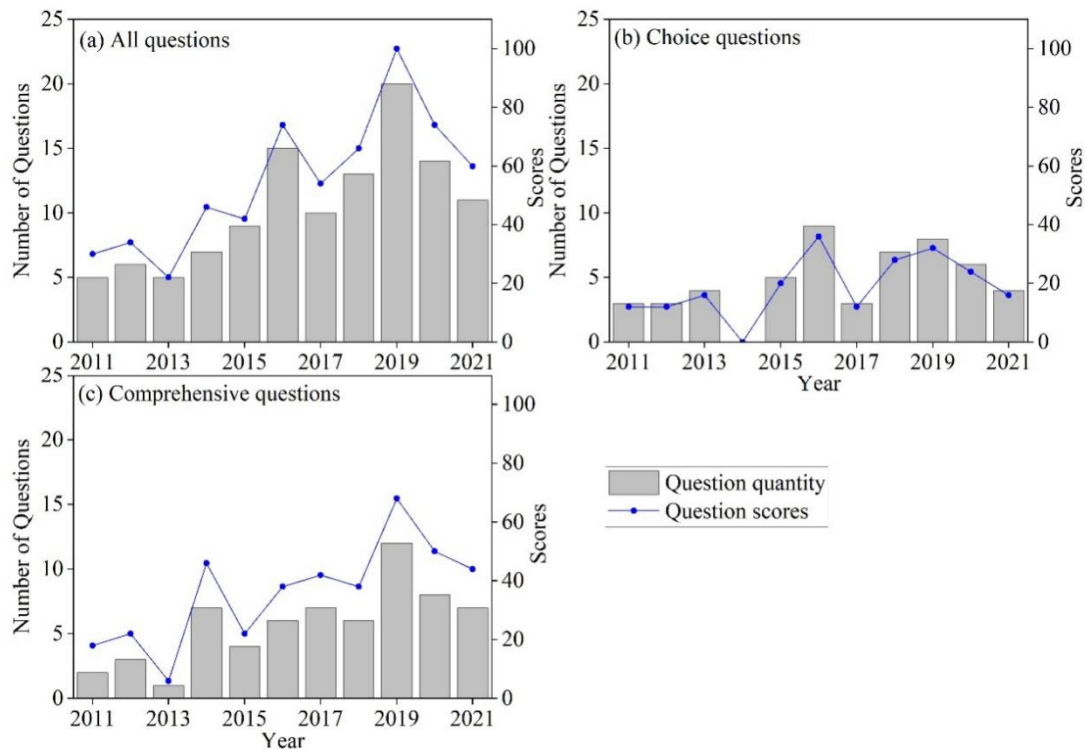 (a) All questions
Number of Questions
25
20
15
10
5
0
100
80
60
40
20
0
Scores
2011 2013 2015 2017 2019 2021
(b) Choice questions
Number of Questions
25
20
15
10
5
0
100
80
60
40
20
0
Scores
2011 2013 2015 2017 2019 2021
Year
(c) Comprehensive questions
Number of Questions
25
20
15
10
5
0
100
80
60
40
20
0
Scores
2011 2013 2015 2017 2019 2021
Year
Question quantity
Question scores